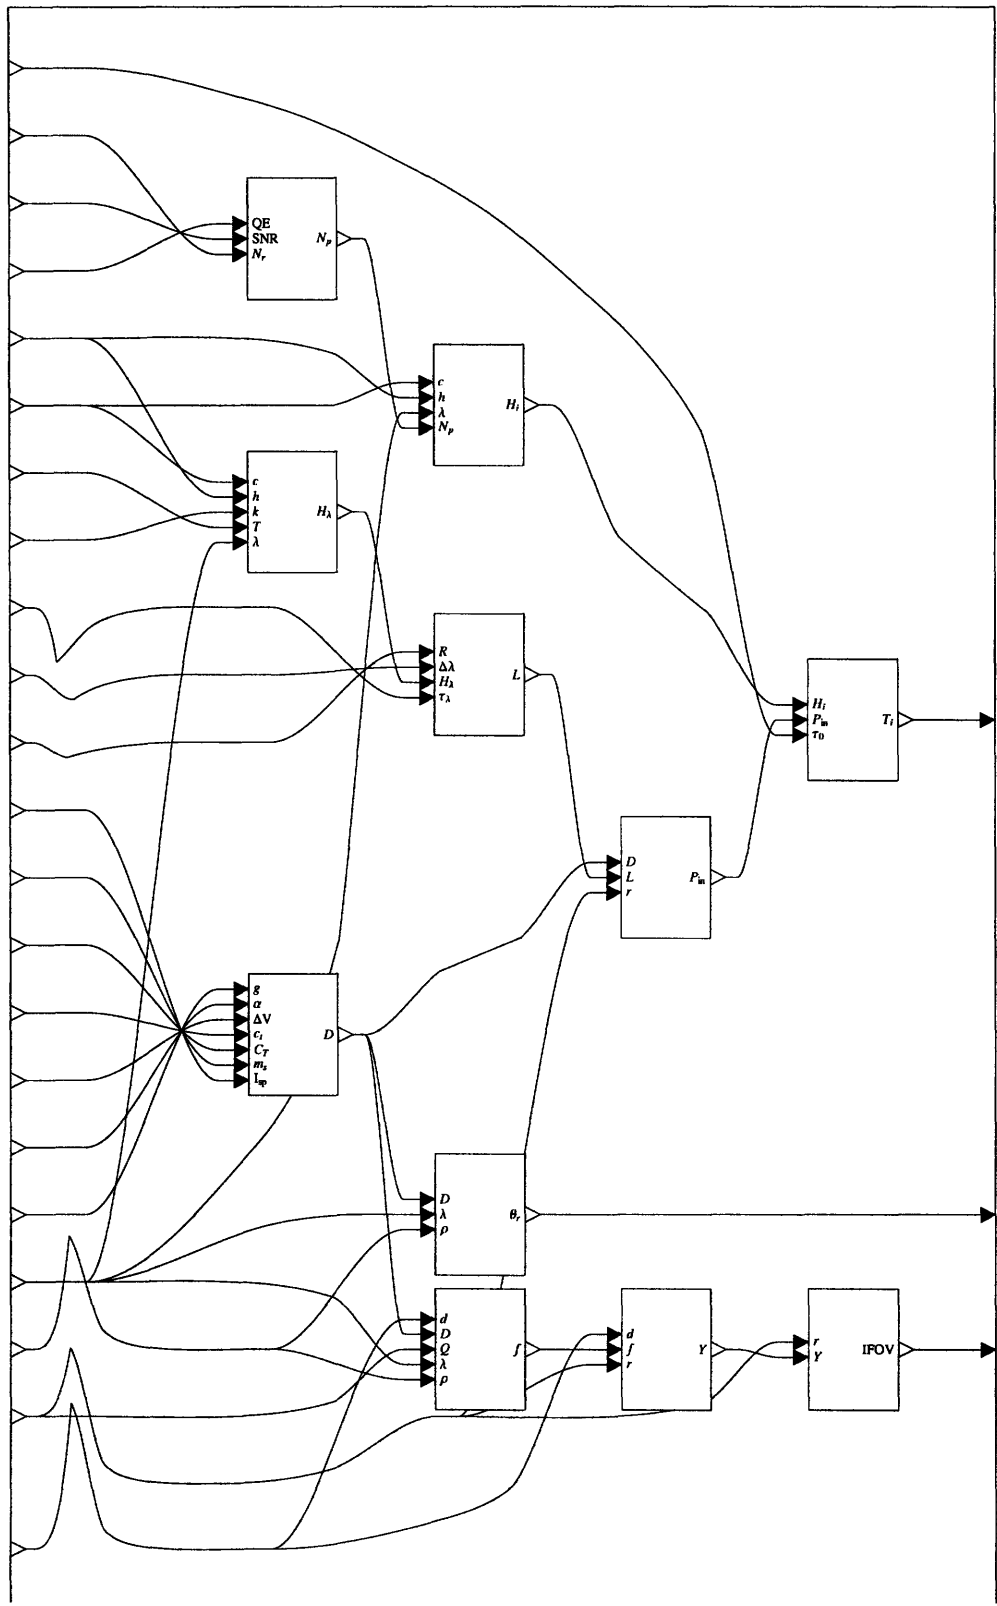 QE
SNR
N_r
N_p
c
h
λ
N_p
H_i
c
h
k
T
λ
H_λ
R
Δλ
H_λ
τ_λ
L
H_i
P_in
τ_0
T_i
D
L
r
P_in
g
α
ΔV
c_i
C_T
m_s
I_sp
D
D
λ
ρ
θ_r
d
D
Q
λ
ρ
f
d
f
r
Y
r
Y
IFOV